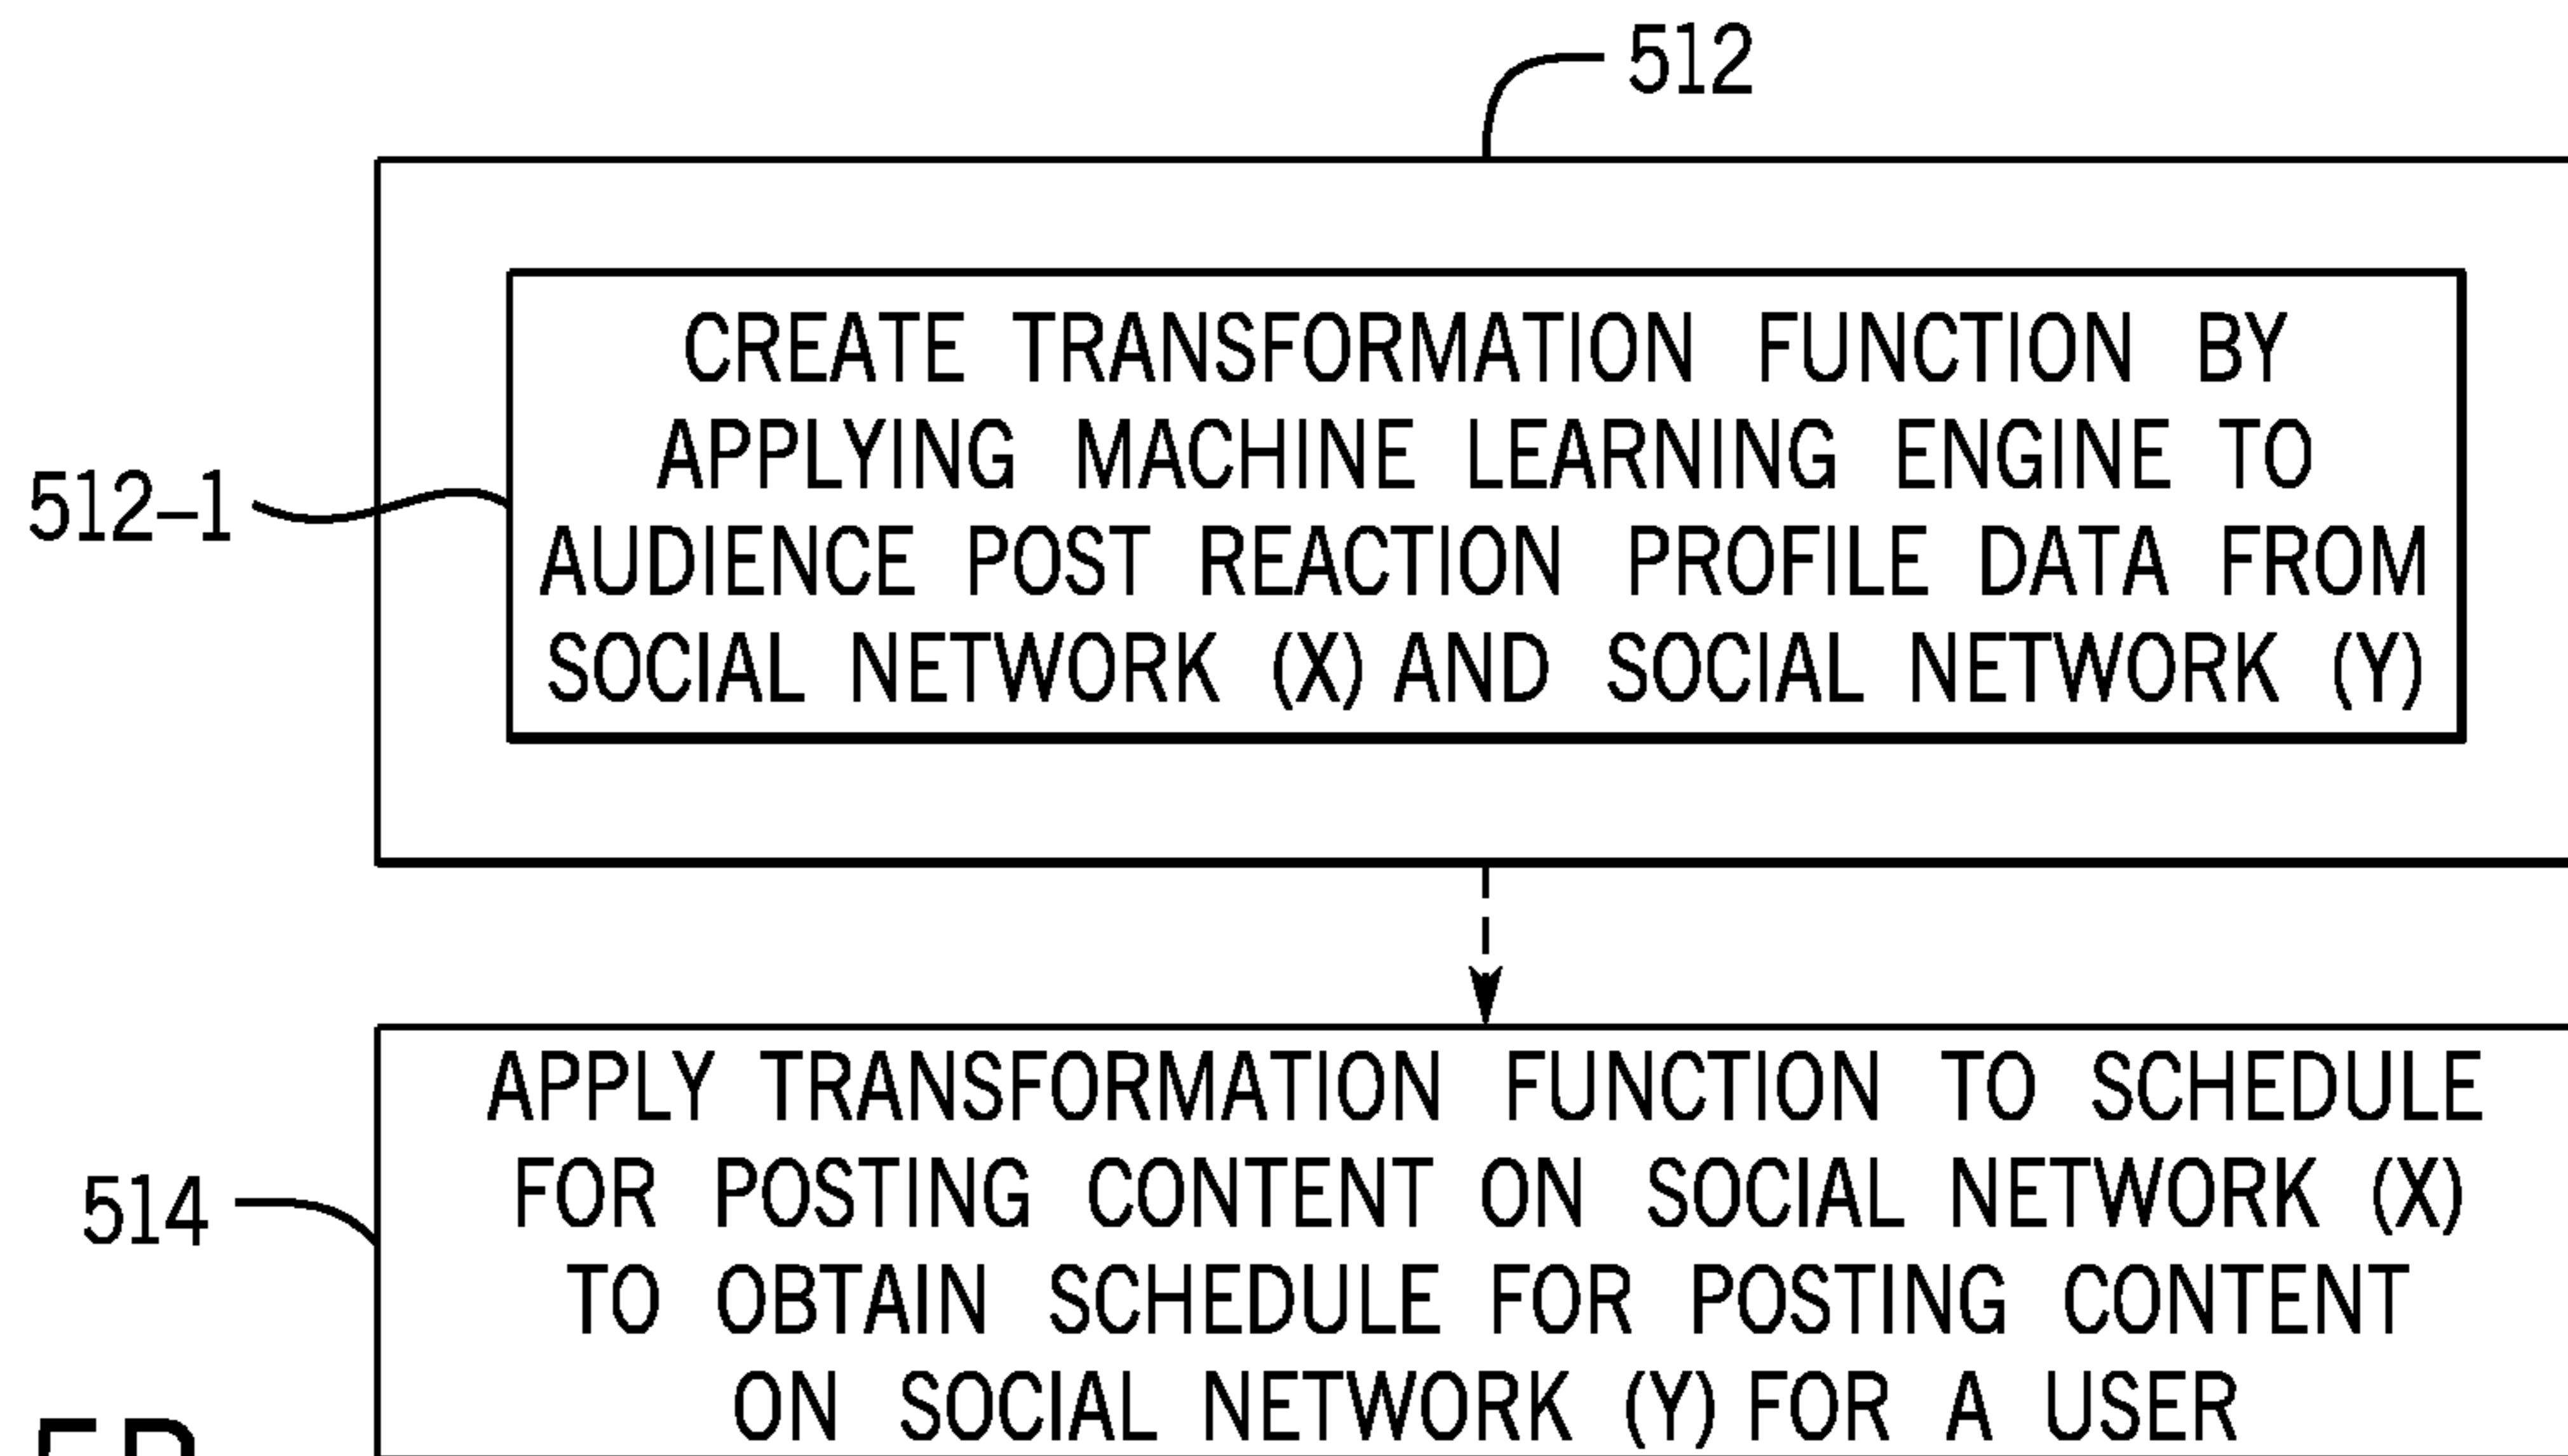 512
CREATE TRANSFORMATION FUNCTION BY
APPLYING MACHINE LEARNING ENGINE TO
AUDIENCE POST REACTION PROFILE DATA FROM
SOCIAL NETWORK (X) AND SOCIAL NETWORK (Y)
512–1
APPLY TRANSFORMATION FUNCTION TO SCHEDULE
FOR POSTING CONTENT ON SOCIAL NETWORK (X)
TO OBTAIN SCHEDULE FOR POSTING CONTENT
ON SOCIAL NETWORK (Y) FOR A USER
514